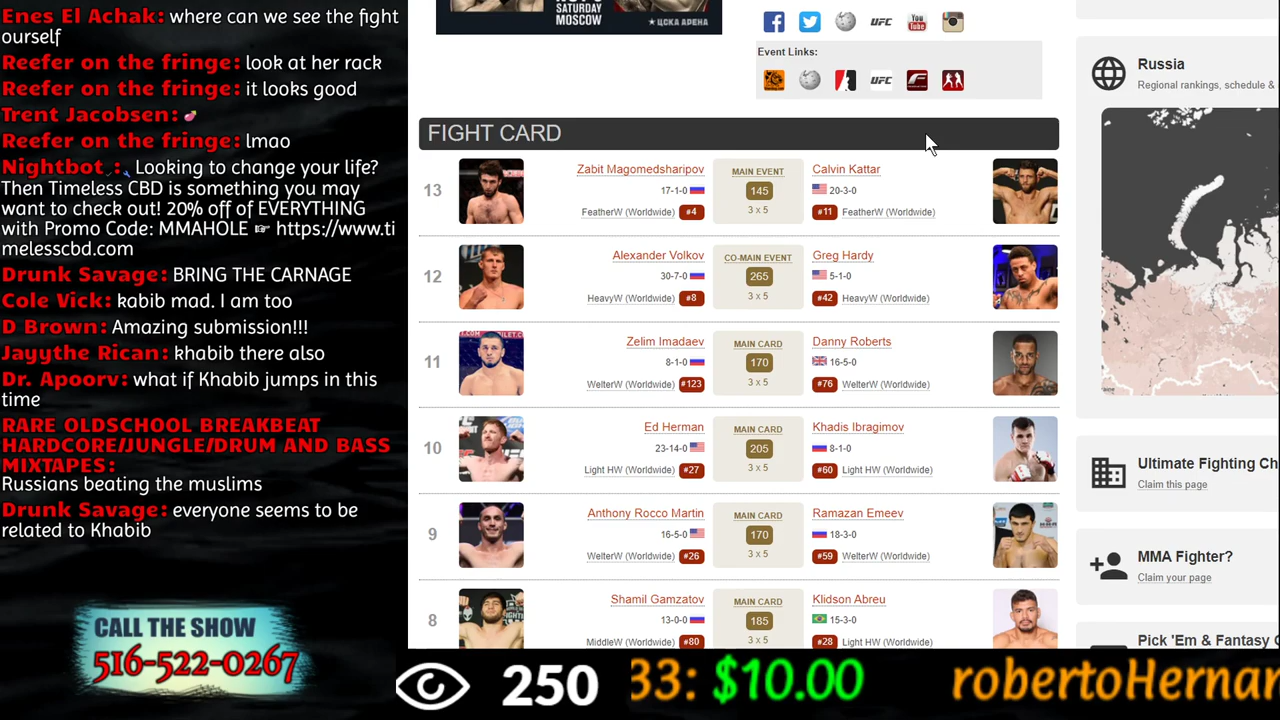 Enes El Achak: where can we see the fight
ourself
Reefer on the fringe: look at her rack
Reefer on the fringe: it looks good
Trent Jacobsen:
Reefer on the fringe: lmao
Nightbot : Looking to change your life?
Then Timeless CBD is something you may
want to check out! 20% off of EVERYTHING
with Promo Code: MMAHOLE ☞ https://www.ti
melesscbd.com
Drunk Savage: BRING THE CARNAGE
Cole Vick: kabib mad. I am too
D Brown: Amazing submission!!!
Jayythe Rican: khabib there also
Dr. Apoorv: what if Khabib jumps in this
time
RARE OLDSCHOOL BREAKBEAT
HARDCORE/JUNGLE/DRUM AND BASS
MIXTAPES:
Russians beating the muslims
Drunk Savage: everyone seems to be
related to Khabib
CALL THE SHOW
516-522-0267
SATURDAY
MOSCOW
ЦСКА АРЕНА
UFC
You
Tube
Event Links:
UFC
FIGHT CARD
13
Zabit Magomedsharipov
17-1-0
FeatherW (Worldwide) #4
MAIN EVENT
145
3 x 5
Calvin Kattar
20-3-0
#11 FeatherW (Worldwide)
12
Alexander Volkov
30-7-0
HeavyW (Worldwide) #8
CO-MAIN EVENT
265
3 x 5
Greg Hardy
5-1-0
#42 HeavyW (Worldwide)
11
Zelim Imadaev
8-1-0
WelterW (Worldwide) #123
MAIN CARD
170
3 x 5
Danny Roberts
16-5-0
#76 WelterW (Worldwide)
10
Ed Herman
23-14-0
Light HW (Worldwide) #27
MAIN CARD
205
3 x 5
Khadis Ibragimov
8-1-0
#60 Light HW (Worldwide)
9
Anthony Rocco Martin
16-5-0
WelterW (Worldwide) #26
MAIN CARD
170
3 x 5
Ramazan Emeev
18-3-0
#59 WelterW (Worldwide)
8
Shamil Gamzatov
13-0-0
MiddleW (Worldwide) #80
MAIN CARD
185
3 x 5
Klidson Abreu
15-3-0
#28 Light HW (Worldwide)
Russia
Regional rankings, schedule &
Ultimate Fighting Ch
Claim this page
MMA Fighter?
Claim your page
Pick 'Em & Fantasy
250
33: $10.00
robertoHernar